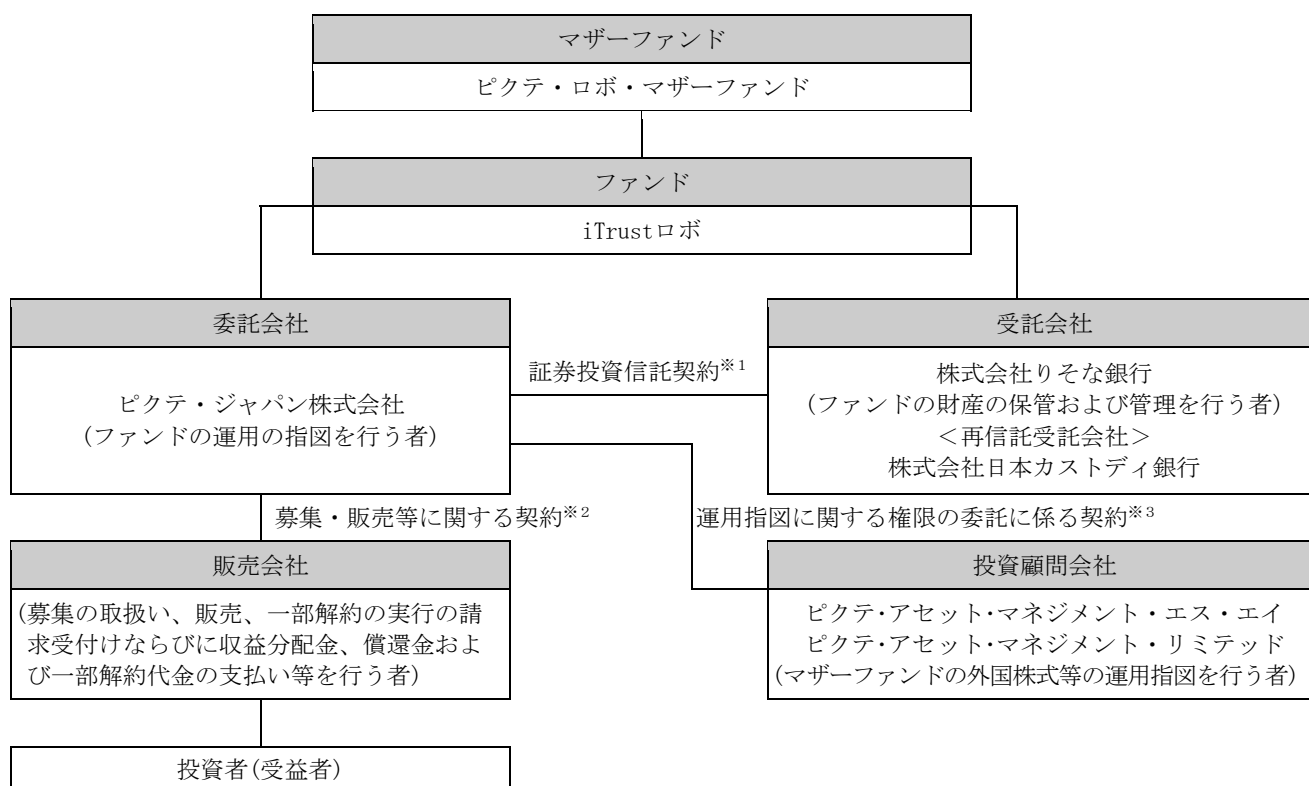 マザーファンド
ピクテ・ロボ・マザーファンド
ファンド
iTrustロボ
委託会社
ピクテ・ジャパン株式会社
(ファンドの運用の指図を行う者)
証券投資信託契約※1
受託会社
株式会社りそな銀行
(ファンドの財産の保管および管理を行う者)
＜再信託受託会社＞
株式会社日本カストディ銀行
募集・販売等に関する契約※2
運用指図に関する権限の委託に係る契約※3
販売会社
(募集の取扱い、販売、一部解約の実行の請
求受付けならびに収益分配金、償還金およ
び一部解約代金の支払い等を行う者)
投資顧問会社
ピクテ・アセット・マネジメント・エス・エイ
ピクテ・アセット・マネジメント・リミテッド
(マザーファンドの外国株式等の運用指図を行う者)
投資者(受益者)